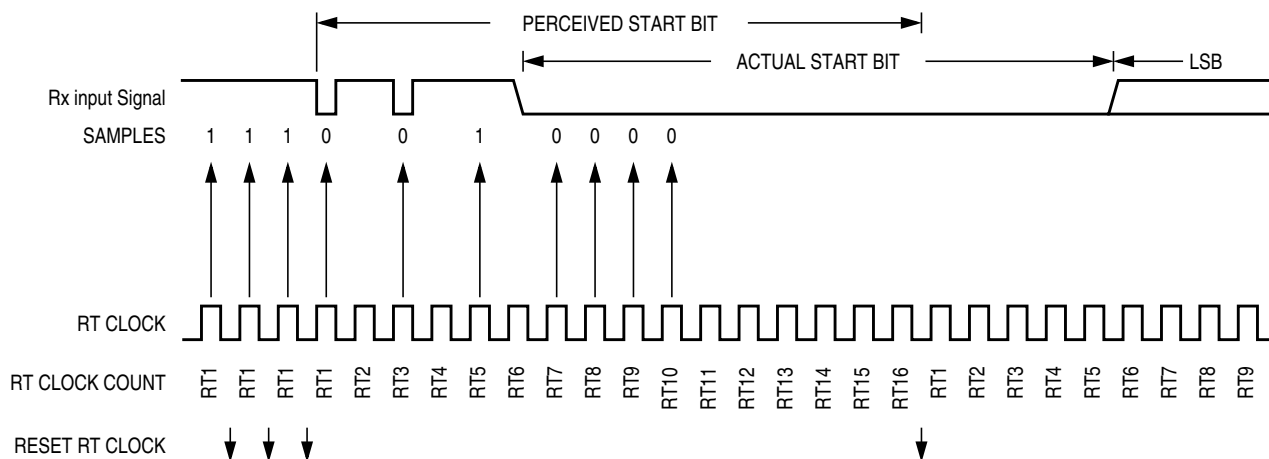 PERCEIVED START BIT
ACTUAL START BIT
LSB
Rx input Signal
SAMPLES 1 1 1 0 0 1 0 0 0 0
RT CLOCK
RT CLOCK COUNT RT1 RT1 RT1 RT1 RT2 RT3 RT4 RT5 RT6 RT7 RT8 RT9 RT10 RT11 RT12 RT13 RT14 RT15 RT16 RT1 RT2 RT3 RT4 RT5 RT6 RT7 RT8 RT9
RESET RT CLOCK